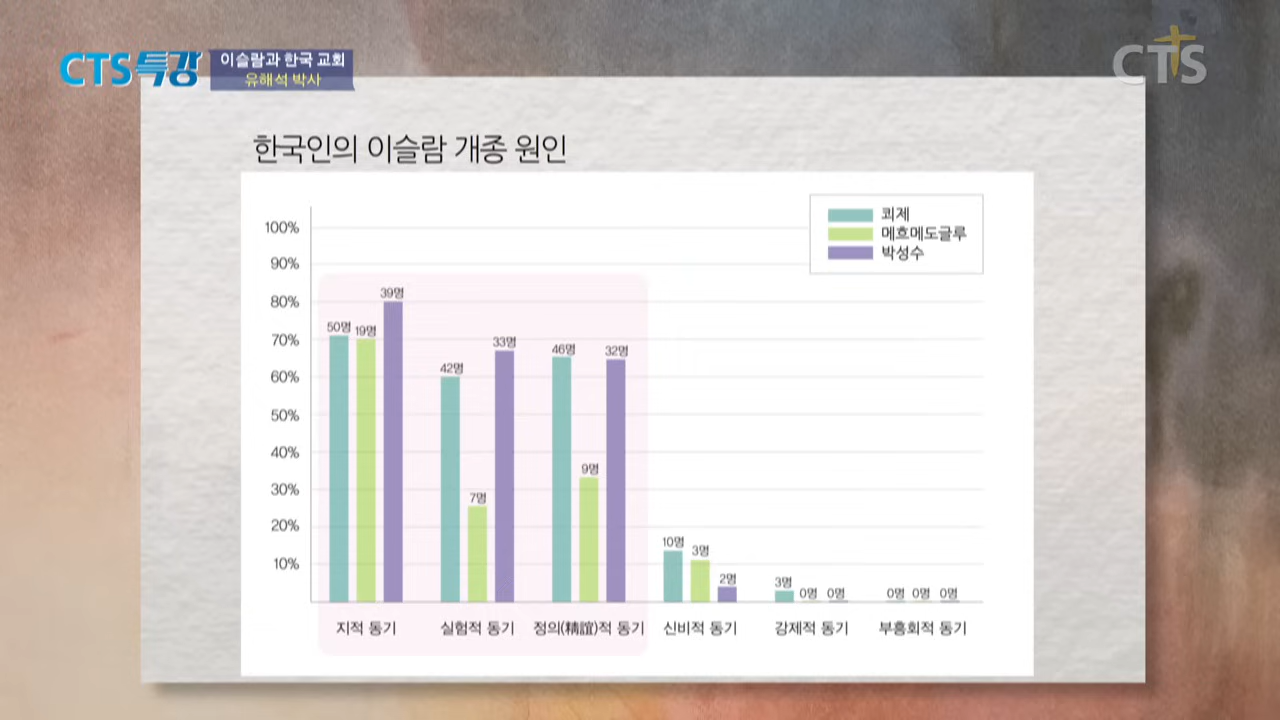 CTS특강
이슬람과 한국 교회
유해석 박사
CTS
한국인의 이슬람 개종 원인
쾨제
메흐메도글루
박성수
100%
90%
80%
70%
60%
50%
40%
30%
20%
10%
50명 19명 39명
42명 7명 33명
46명 9명 32명
10명 3명 2명
3명 0명 0명
0명 0명 0명
지적 동기 실험적 동기 정의(精誼)적 동기 신비적 동기 강제적 동기 부흥회적 동기